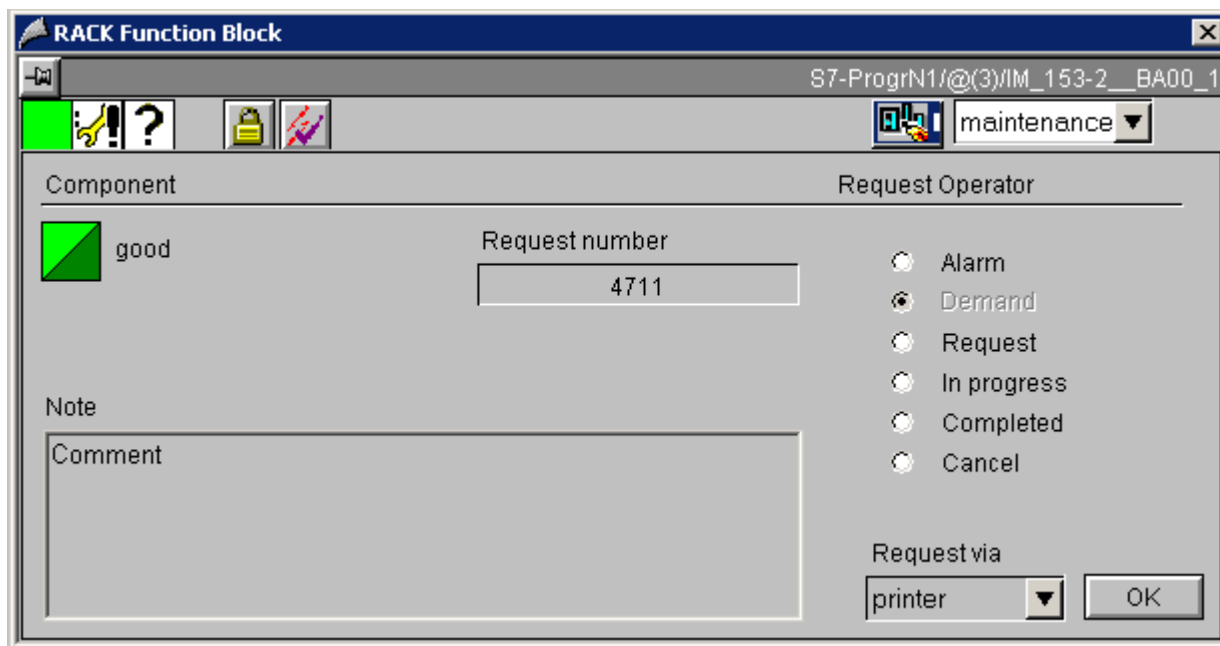 RACK Function Block
S7-ProgrN1/@(3)/IM_153-2__BA00_1
maintenance
Component
Request Operator
good
Request number
4711
Alarm
Demand
Request
In progress
Completed
Cancel
Note
Comment
Request via
printer
OK